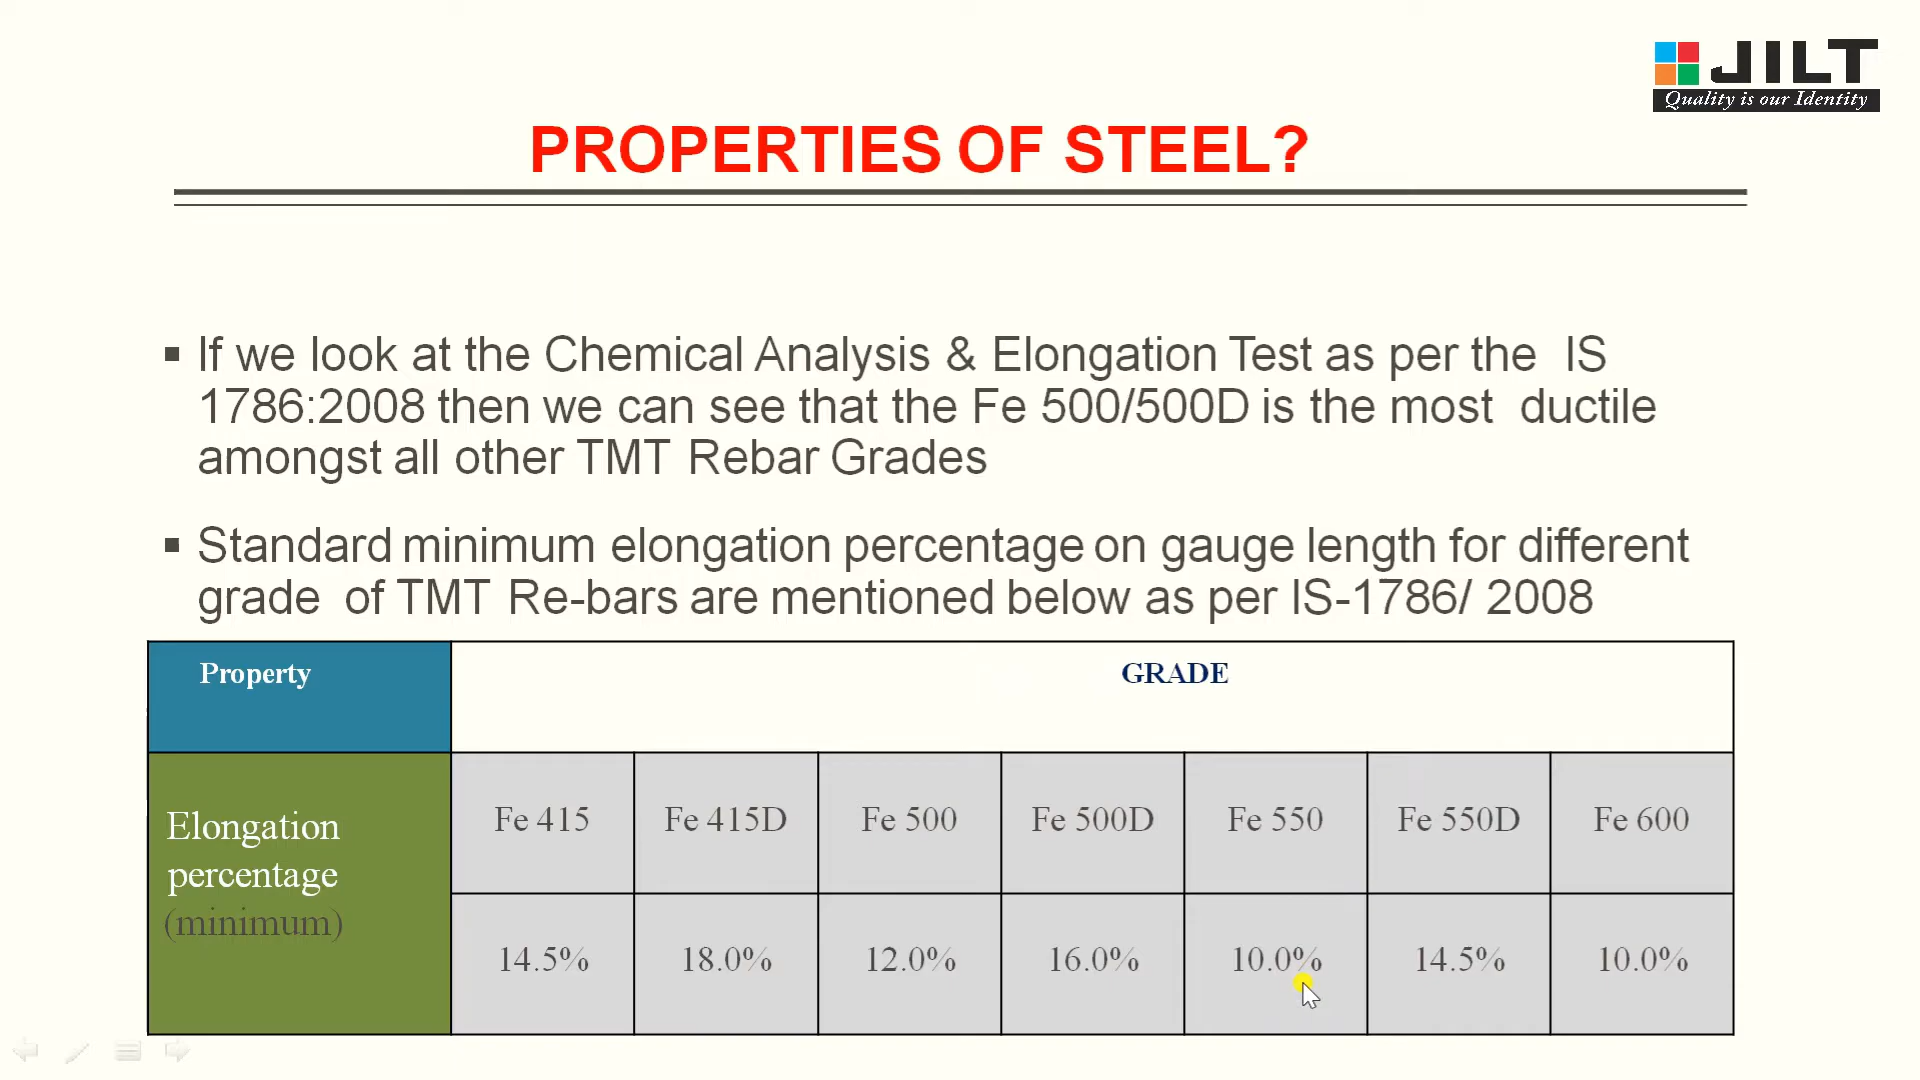 JILT
Quality is our Identity
PROPERTIES OF STEEL?
▪ If we look at the Chemical Analysis & Elongation Test as per the IS
1786:2008 then we can see that the Fe 500/500D is the most ductile
amongst all other TMT Rebar Grades
▪ Standard minimum elongation percentage on gauge length for different
grade of TMT Re-bars are mentioned below as per IS-1786/ 2008
Property GRADE
Elongation
percentage
(minimum)
Fe 415 Fe 415D Fe 500 Fe 500D Fe 550 Fe 550D Fe 600
14.5% 18.0% 12.0% 16.0% 10.0% 14.5% 10.0%